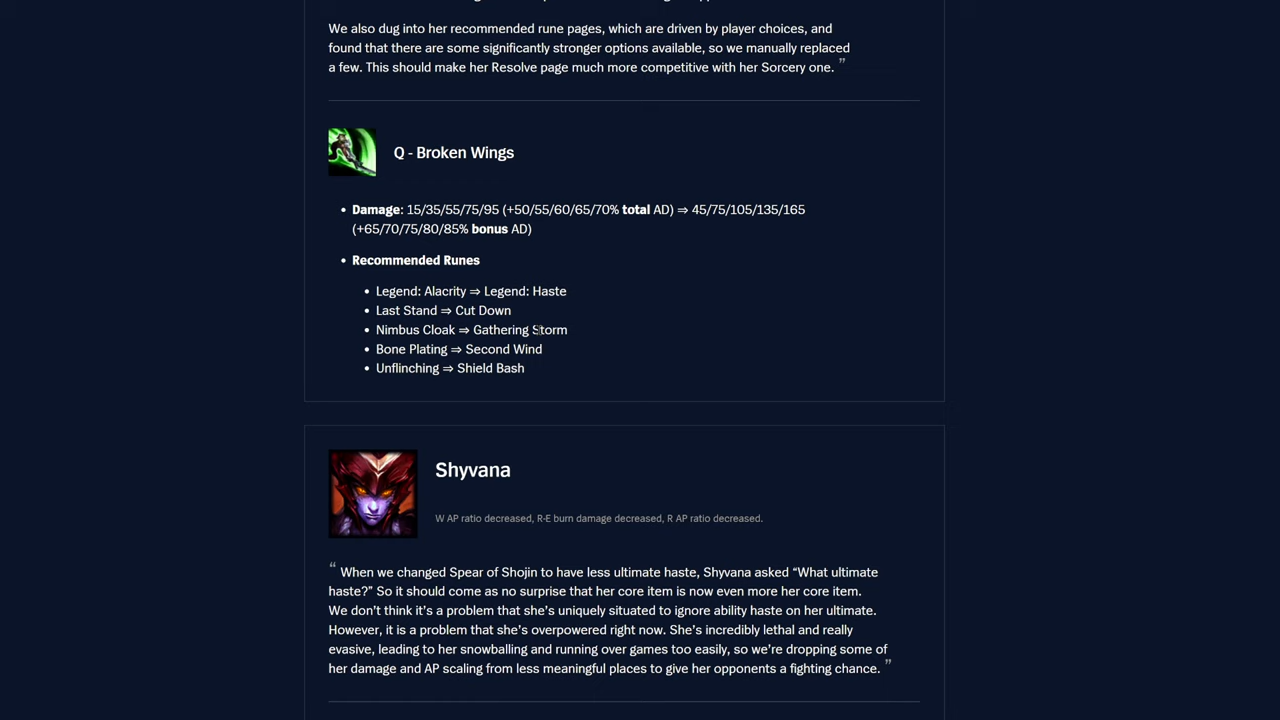 We also dug into her recommended rune pages, which are driven by player choices, and
found that there are some significantly stronger options available, so we manually replaced
a few. This should make her Resolve page much more competitive with her Sorcery one. ”
Q - Broken Wings
• Damage: 15/35/55/75/95 (+50/55/60/65/70% total AD) ⇒ 45/75/105/135/165
(+65/70/75/80/85% bonus AD)
• Recommended Runes
• Legend: Alacrity ⇒ Legend: Haste
• Last Stand ⇒ Cut Down
• Nimbus Cloak ⇒ Gathering Storm
• Bone Plating ⇒ Second Wind
• Unflinching ⇒ Shield Bash
Shyvana
W AP ratio decreased, R-E burn damage decreased, R AP ratio decreased.
“ When we changed Spear of Shojin to have less ultimate haste, Shyvana asked “What ultimate
haste?” So it should come as no surprise that her core item is now even more her core item.
We don’t think it’s a problem that she’s uniquely situated to ignore ability haste on her ultimate.
However, it is a problem that she’s overpowered right now. She’s incredibly lethal and really
evasive, leading to her snowballing and running over games too easily, so we’re dropping some of
her damage and AP scaling from less meaningful places to give her opponents a fighting chance. ”